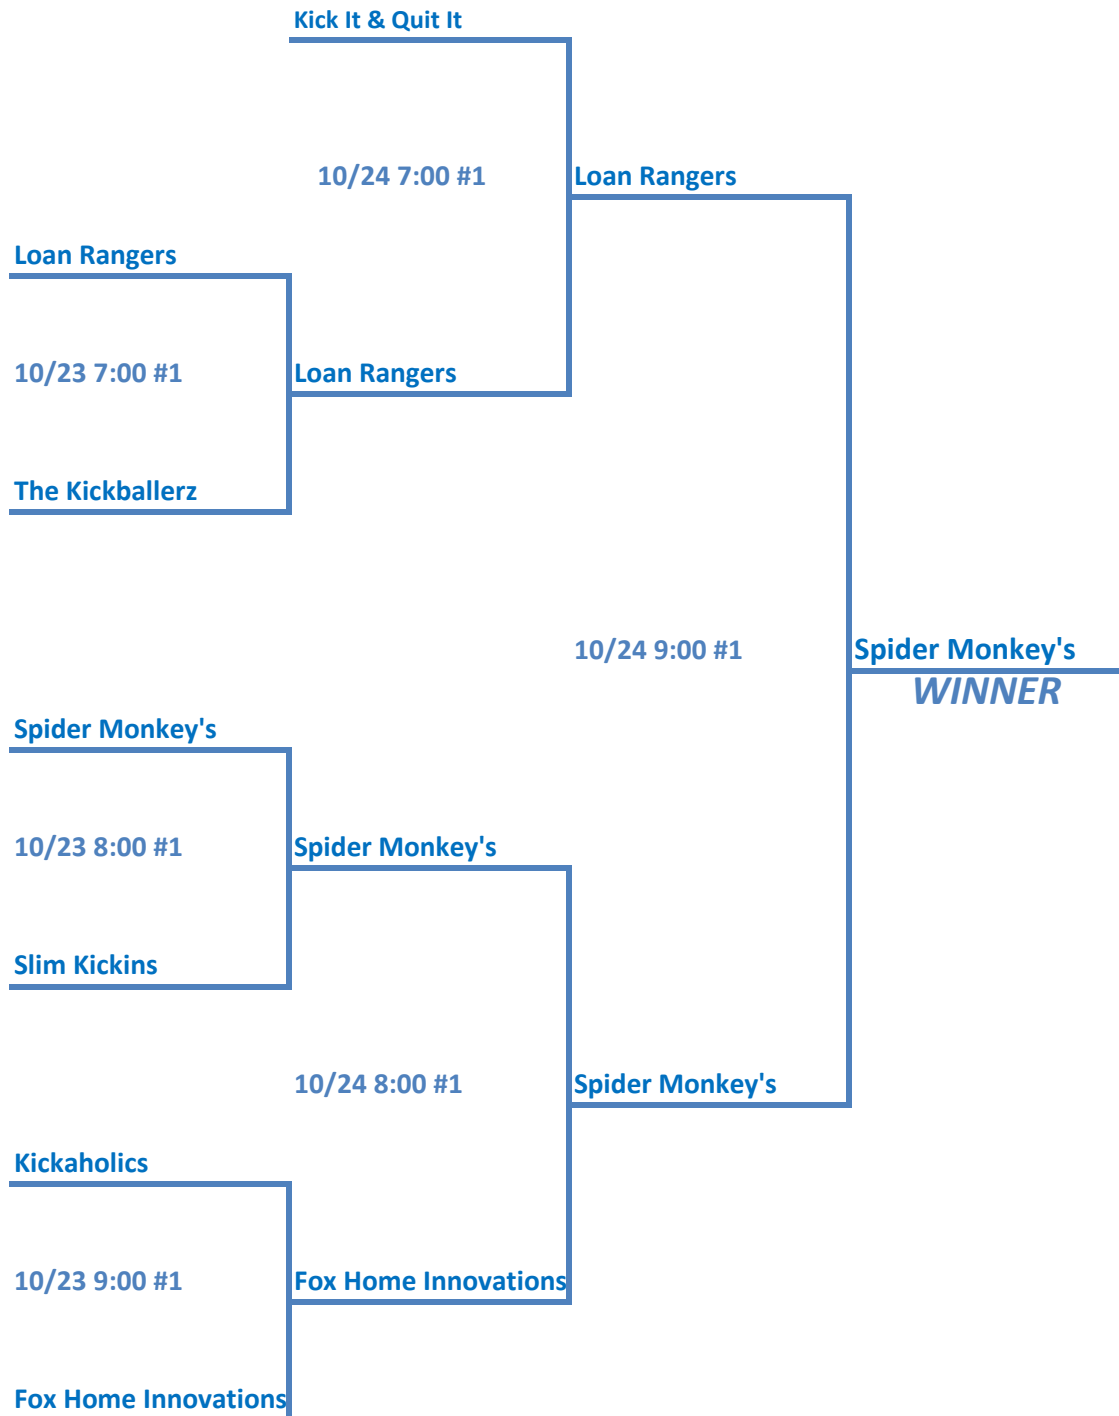 Kick It & Quit It
10/24 7:00 #1
Loan Rangers
Loan Rangers
10/23 7:00 #1
Loan Rangers
The Kickballerz
10/24 9:00 #1
Spider Monkey's
WINNER
Spider Monkey's
10/23 8:00 #1
Spider Monkey's
Slim Kickins
10/24 8:00 #1
Spider Monkey's
Kickaholics
10/23 9:00 #1
Fox Home Innovations
Fox Home Innovations